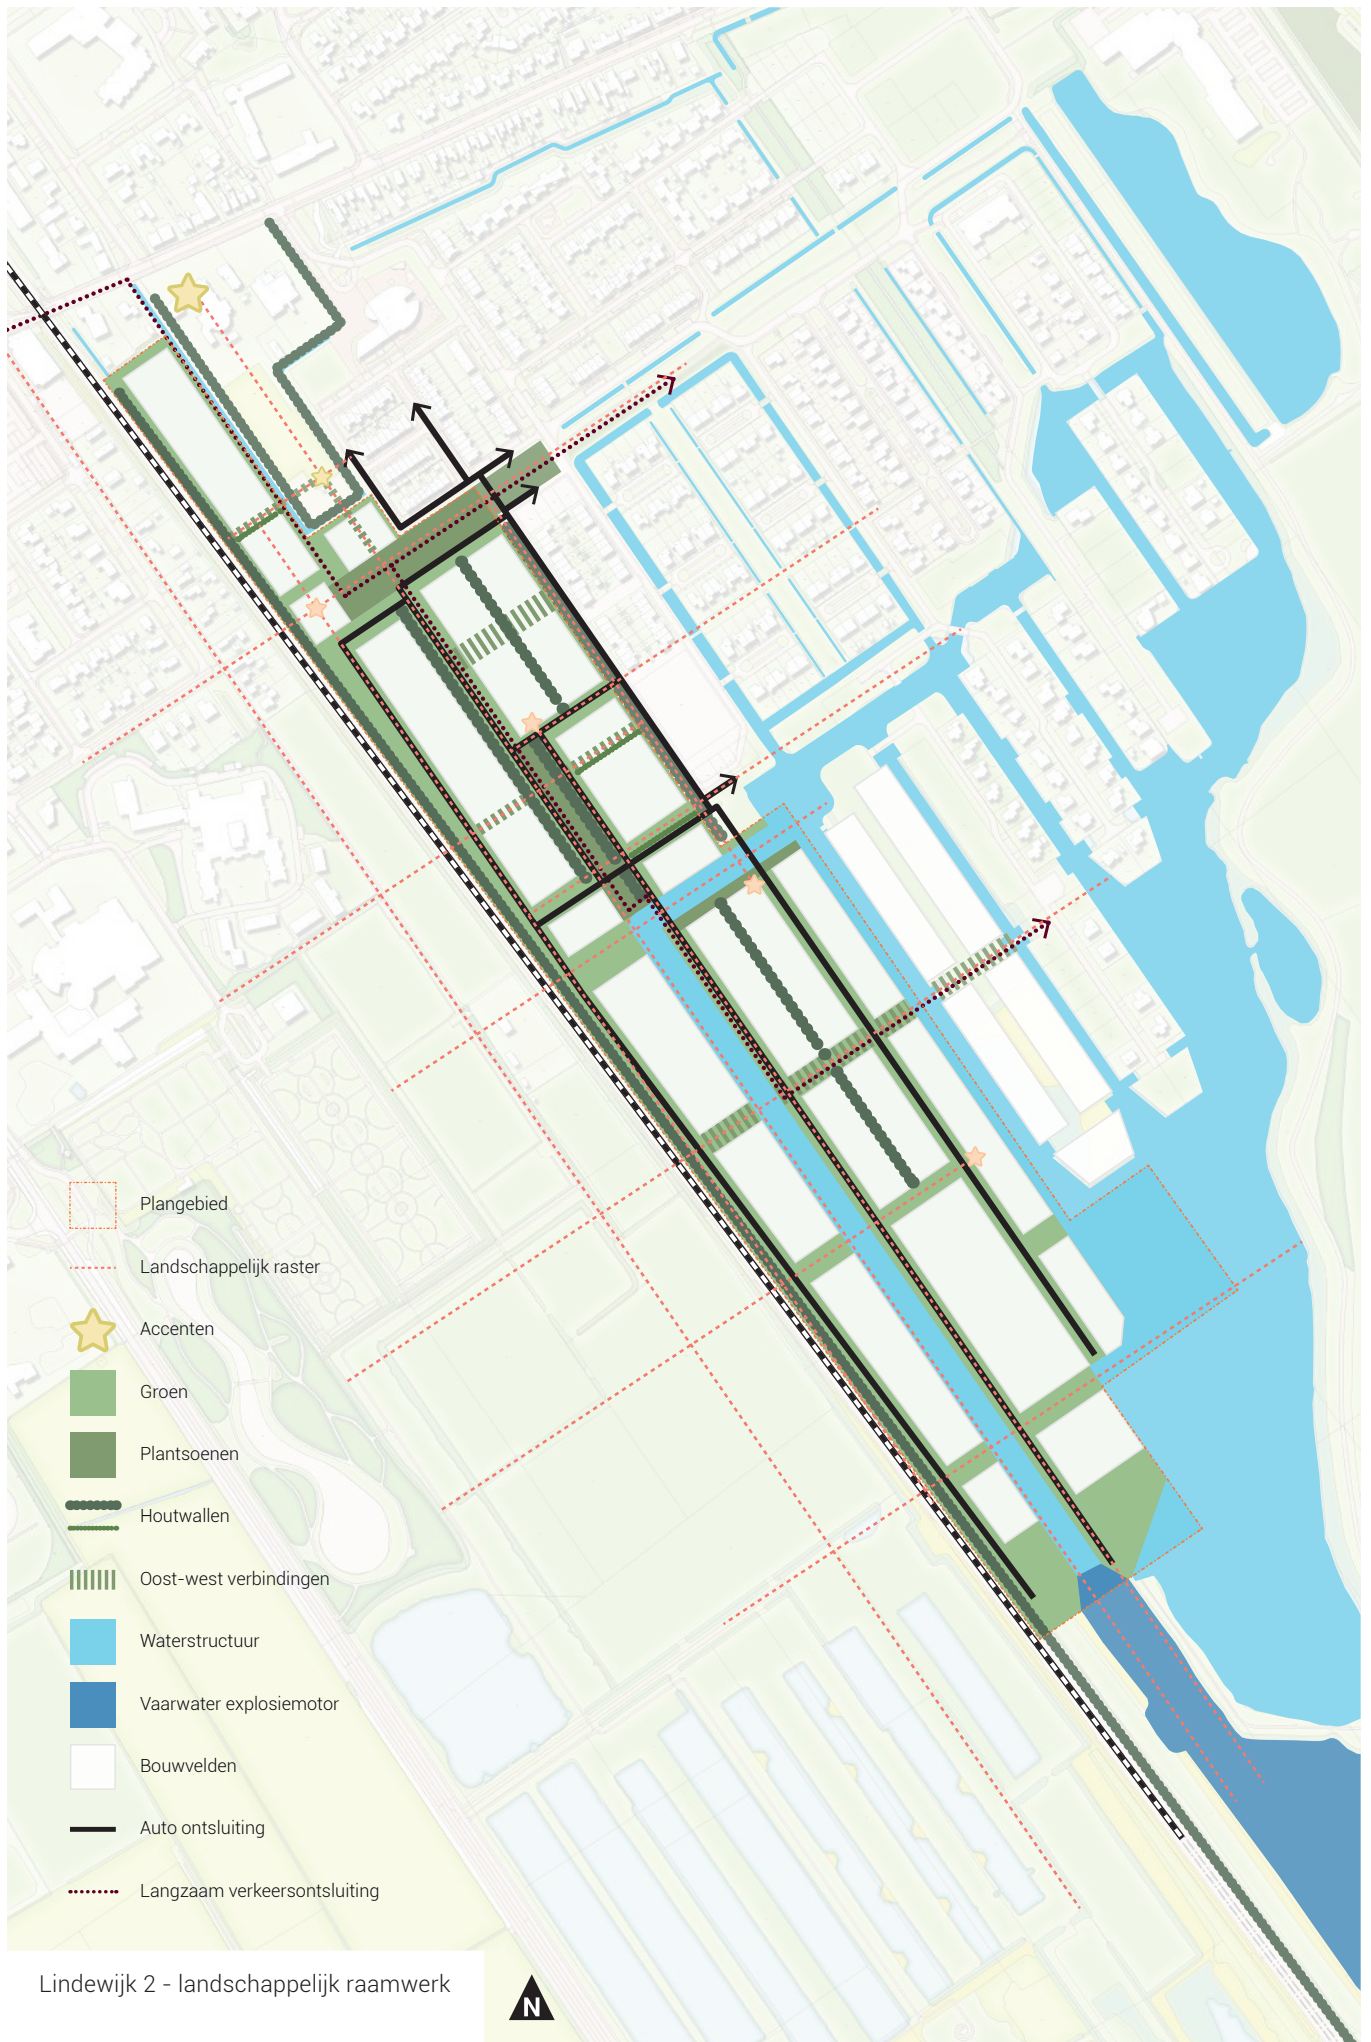 Plangebied
Landschappelijk raster
Accenten
Groen
Plantsoenen
Houtwallen
Oost-west verbindingen
Waterstructuur
Vaarwater explosiemotor
Bouwvelden
Auto ontsluiting
Langzaam verkeersontsluiting
Lindewijk 2 - landschappelijk raamwerk
N